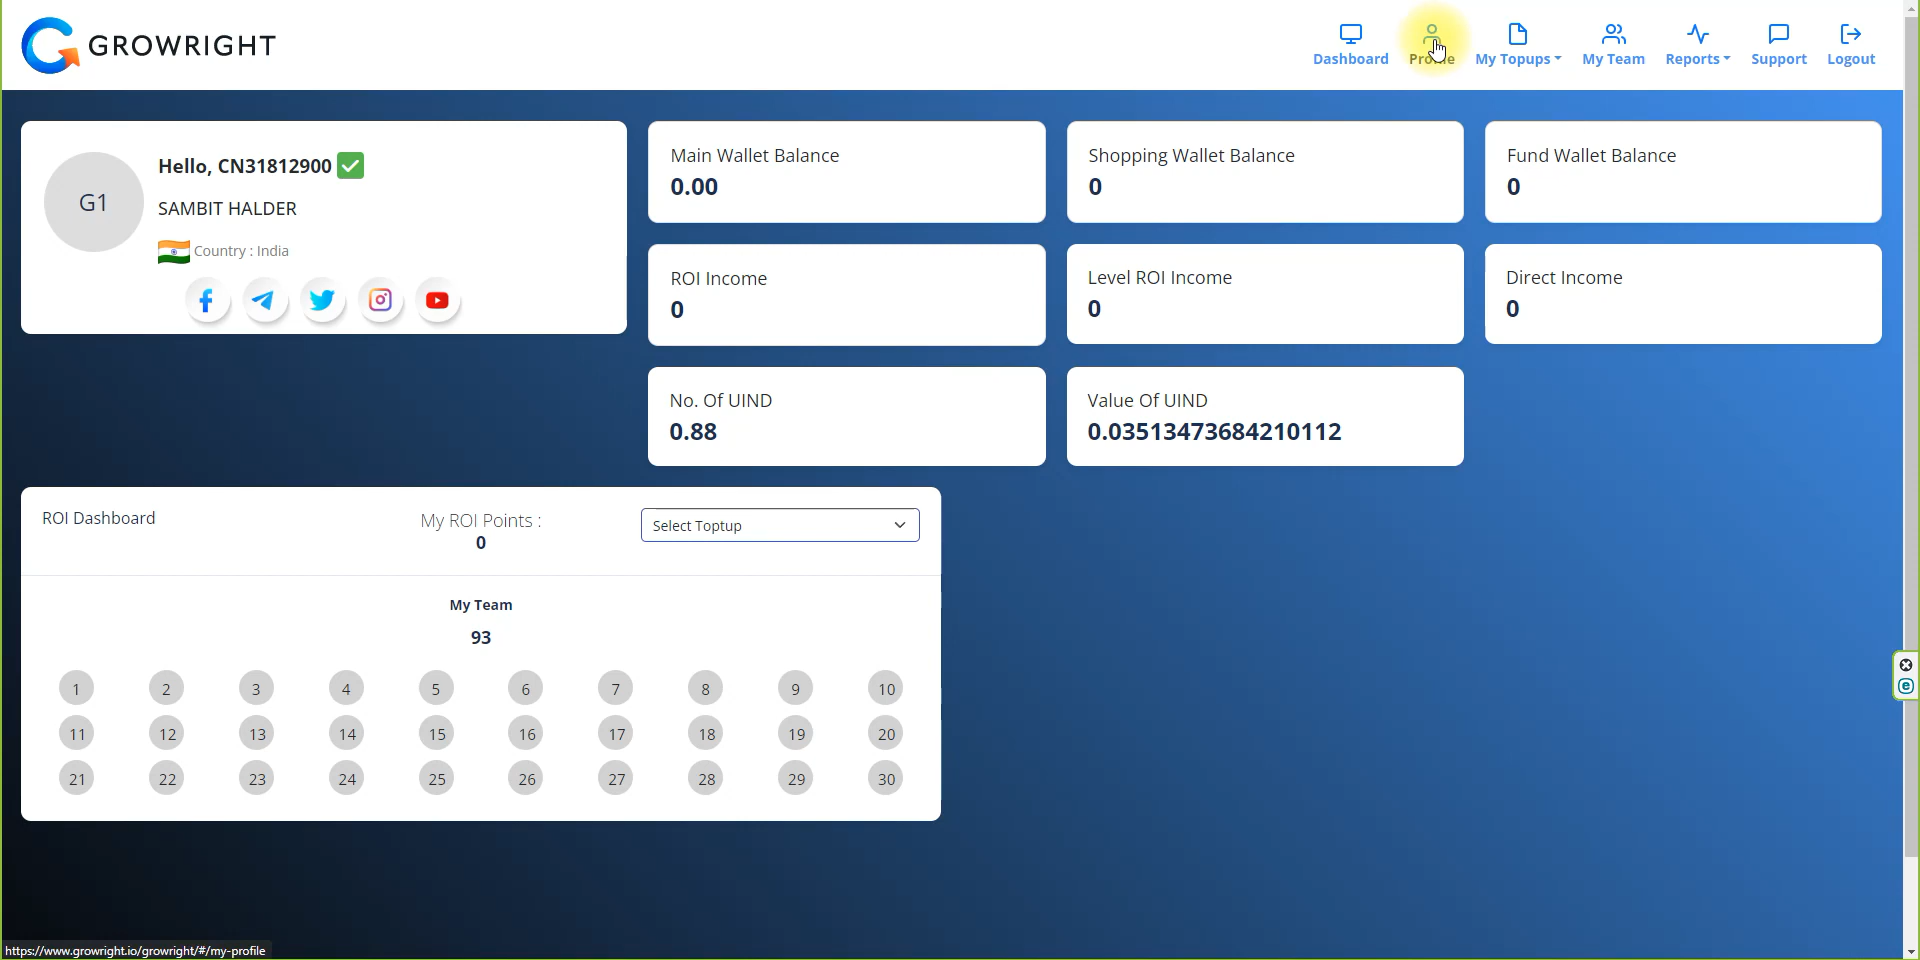 GROWRIGHT
Dashboard
Profile
My Topups
My Team
Reports
Support
Logout
G1
Hello, CN31812900
SAMBIT HALDER
Country : India
Main Wallet Balance
0.00
Shopping Wallet Balance
0
Fund Wallet Balance
0
ROI Income
0
Level ROI Income
0
Direct Income
0
No. Of UIND
0.88
Value Of UIND
0.03513473684210112
ROI Dashboard
My ROI Points :
0
Select Toptup
My Team
93
1 2 3 4 5 6 7 8 9 10
11 12 13 14 15 16 17 18 19 20
21 22 23 24 25 26 27 28 29 30
https://www.growright.io/growright/#/my-profile